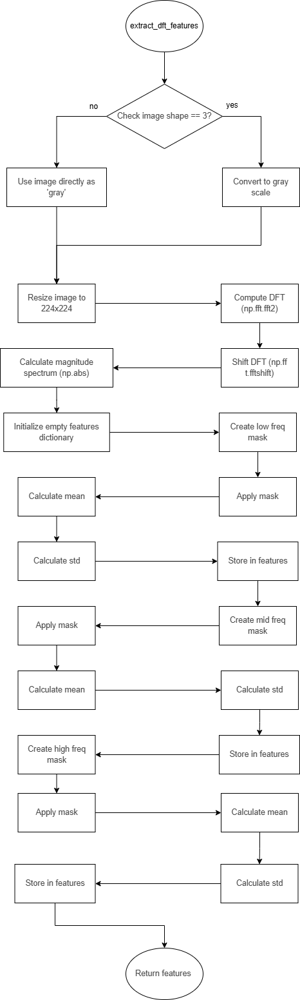 extract_dft_features
no
yes
Check image shape == 3?
Use image directly as
'gray'
Convert to gray
scale
Resize image to
224x224
Compute DFT
(np.fft.fft2)
Shift DFT (np.ff
t.fftshift)
Calculate magnitude
spectrum (np.abs)
Initialize empty features
dictionary
Create low freq
mask
Apply mask
Calculate mean
Calculate std
Store in features
Create mid freq
mask
Apply mask
Calculate mean
Calculate std
Store in features
Create high freq
mask
Apply mask
Calculate mean
Calculate std
Store in features
Return features